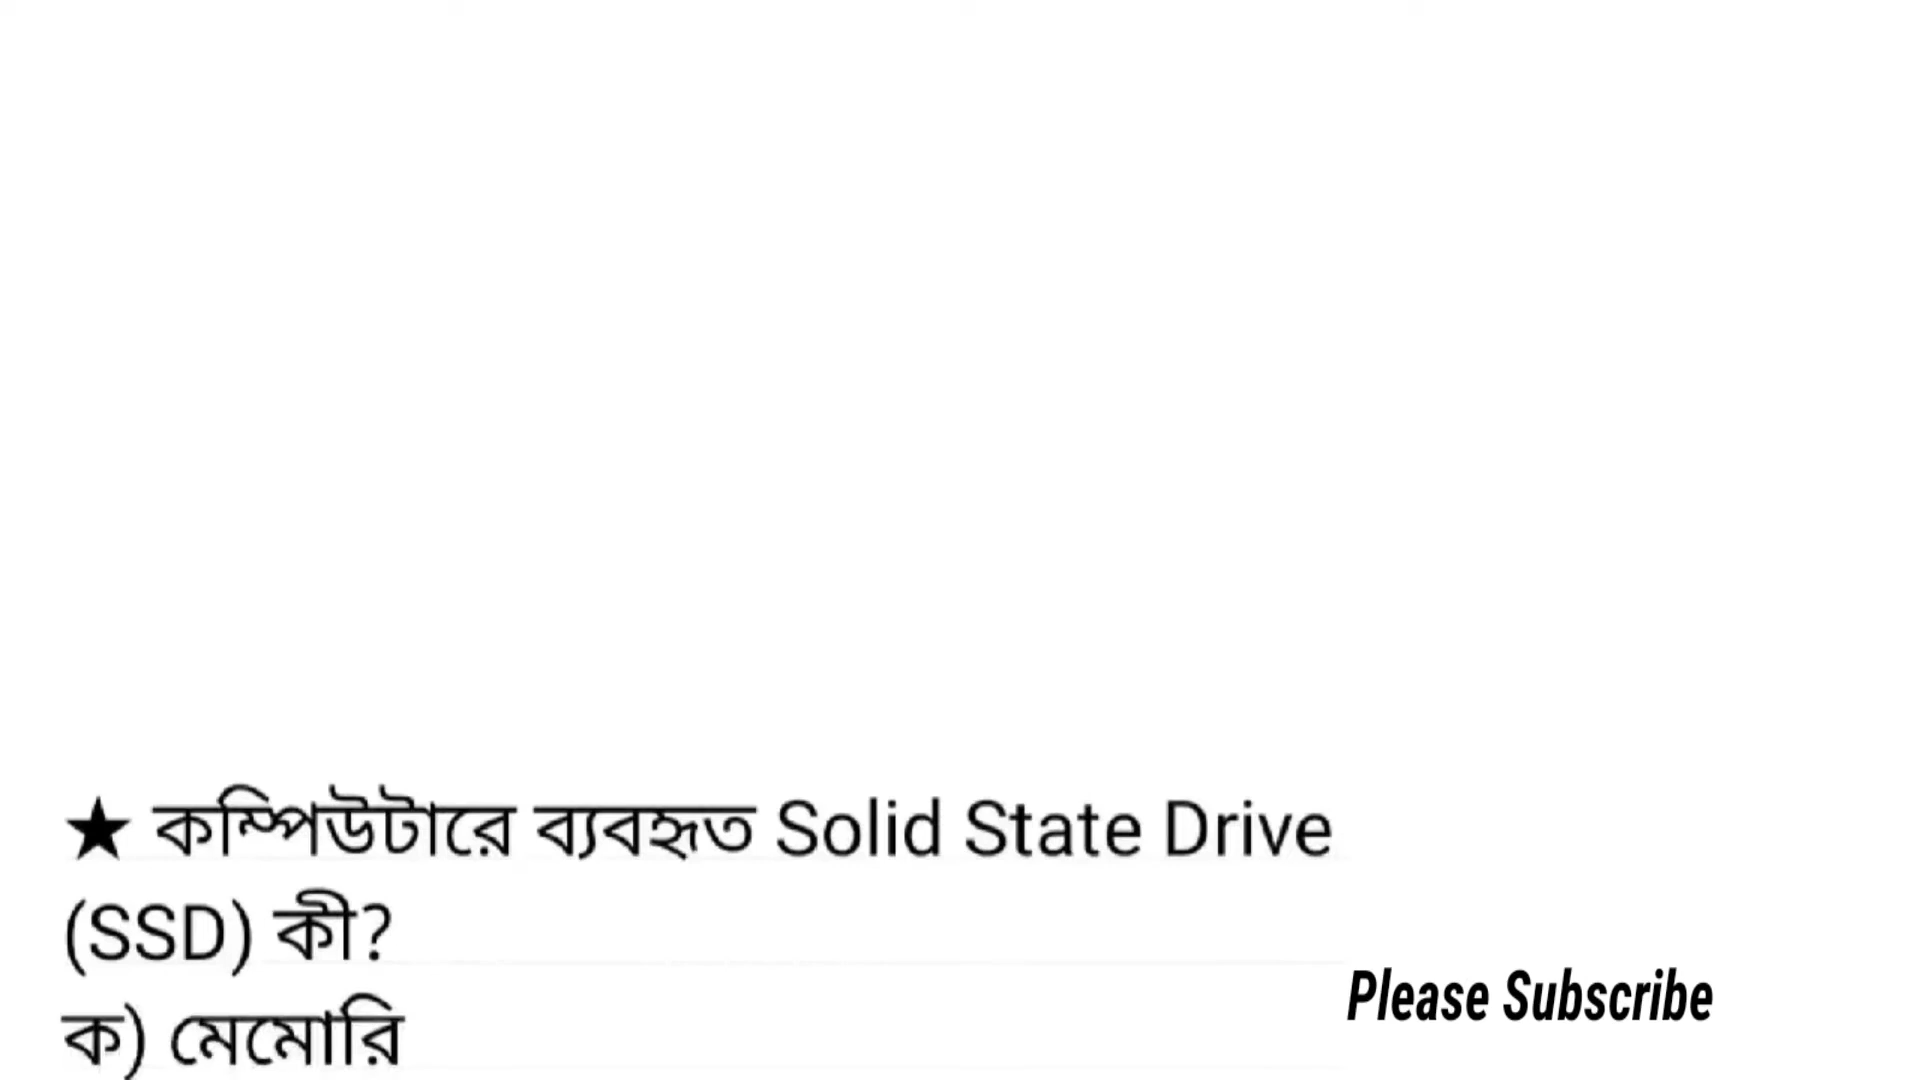 ★ কম্পিউটারে ব্যবহৃত Solid State Drive
(SSD) কী?
Please Subscribe
ক) মেমোরি